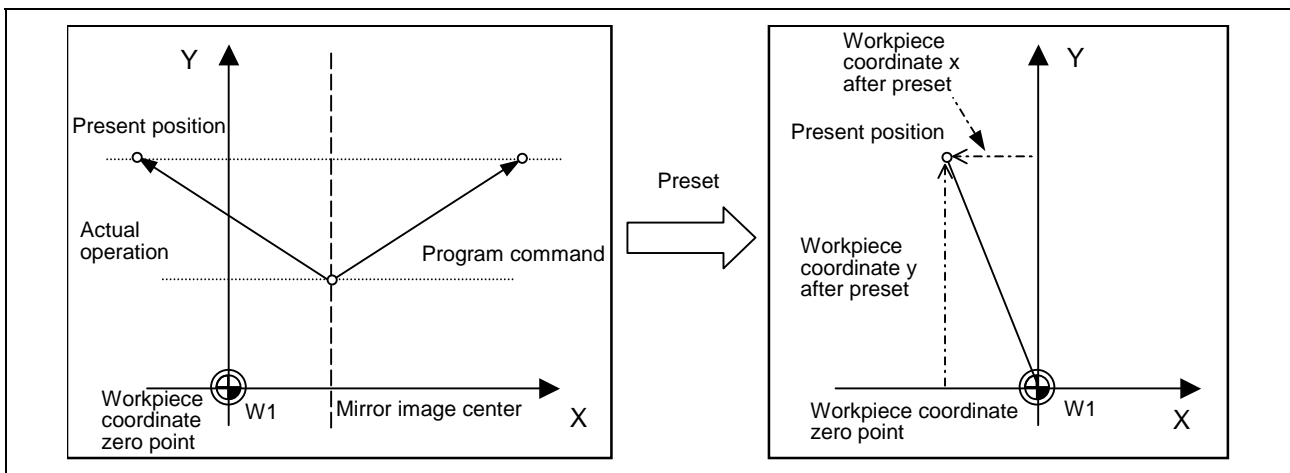 Y
Present position
Actual
operation
Program command
Workpiece
coordinate
zero point
W1
Mirror image center
X
Preset
Workpiece
coordinate x
after preset
Y
Present position
Workpiece
coordinate y
after preset
Workpiece coordinate
zero point
W1
X